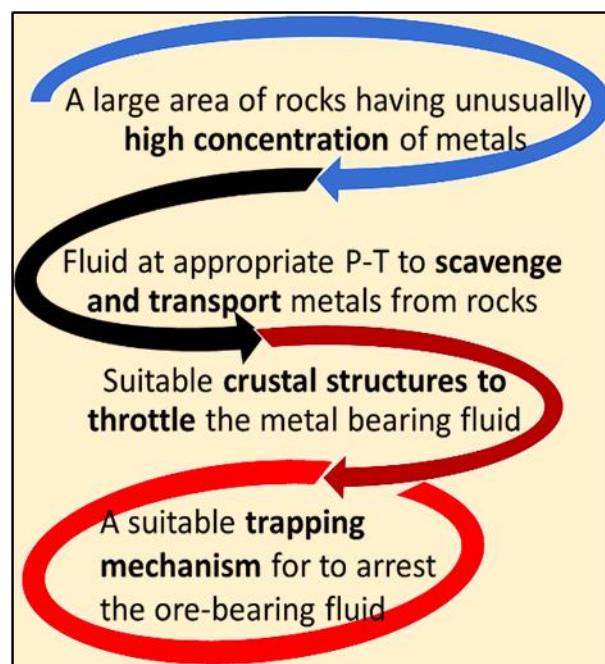 A large area of rocks having unusually
high concentration of metals
Fluid at appropriate P-T to scavenge
and transport metals from rocks
Suitable crustal structures to
throttle the metal bearing fluid
A suitable trapping
mechanism for to arrest
the ore-bearing fluid